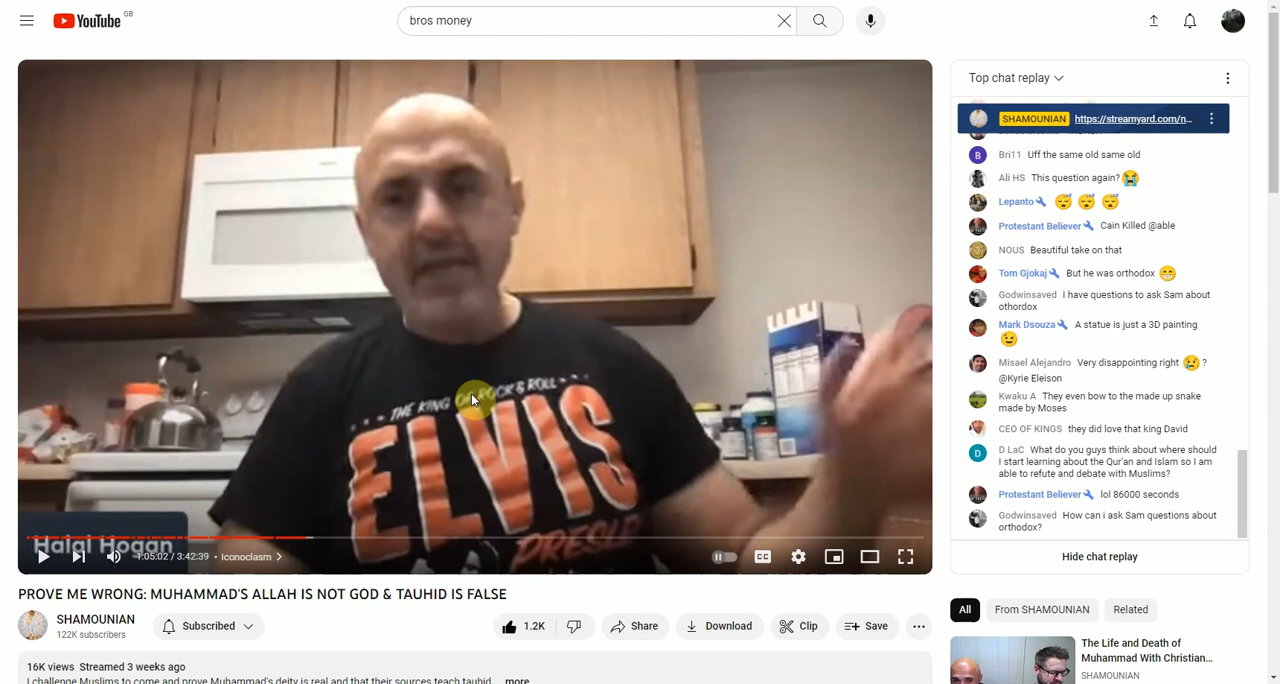 YouTube GB
bros money
THE KING OF ROCK & ROLL
ELVIS
PRESLE
Halal Hogan
1:05:02 / 3:42:39 • Iconoclasm
CC
PROVE ME WRONG: MUHAMMAD'S ALLAH IS NOT GOD & TAUHID IS FALSE
SHAMOUNIAN
122K subscribers
Subscribed
1.2K
Share
Download
Clip
Save
16K views Streamed 3 weeks ago
I challenge Muslims to come and prove Muhammad's deity is real and that their sources teach tauhid. ...more
Top chat replay
SHAMOUNIAN https://streamyard.com/n...
B Bri11 Uff the same old same old
Ali HS This question again?
Lepanto
Protestant Believer Cain Killed @able
NOUS Beautiful take on that
Tom Gjokaj But he was orthodox
Godwinsaved I have questions to ask Sam about
othordox
Mark Dsouza A statue is just a 3D painting
Misael Alejandro Very disappointing right ?
@Kyrie Eleison
Kwaku A They even bow to the made up snake
made by Moses
CEO OF KINGS they did love that king David
D D LaC What do you guys think about where should
I start learning about the Qur'an and Islam so I am
able to refute and debate with Muslims?
Protestant Believer lol 86000 seconds
Godwinsaved How can i ask Sam questions about
orthodox?
Hide chat replay
All
From SHAMOUNIAN
Related
The Life and Death of
Muhammad With Christian...
SHAMOUNIAN